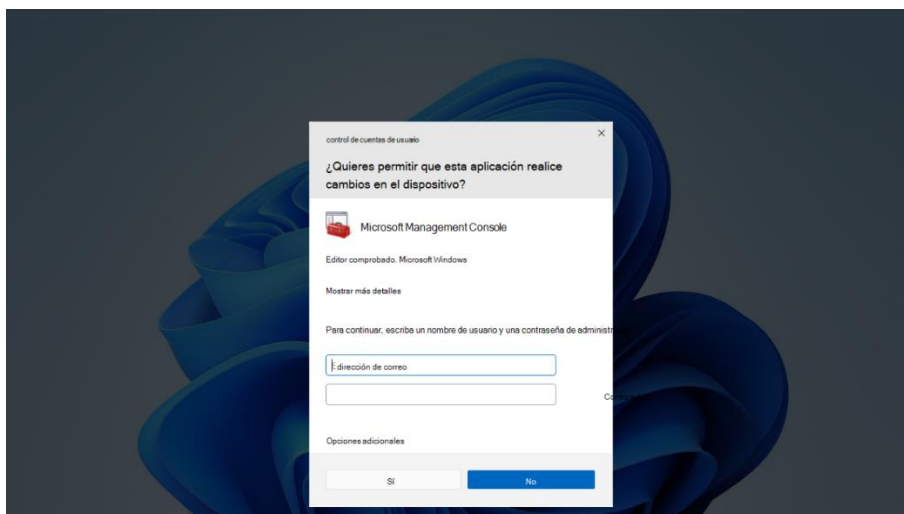 control de cuentas de usuario
¿Quieres permitir que esta aplicación realice
cambios en el dispositivo?
Microsoft Management Console
Editor comprobado. Microsoft Windows
Mostrar más detalles
Para continuar, escriba un nombre de usuario y una contraseña de
dirección de correo
Opciones adicionales
Sí
No